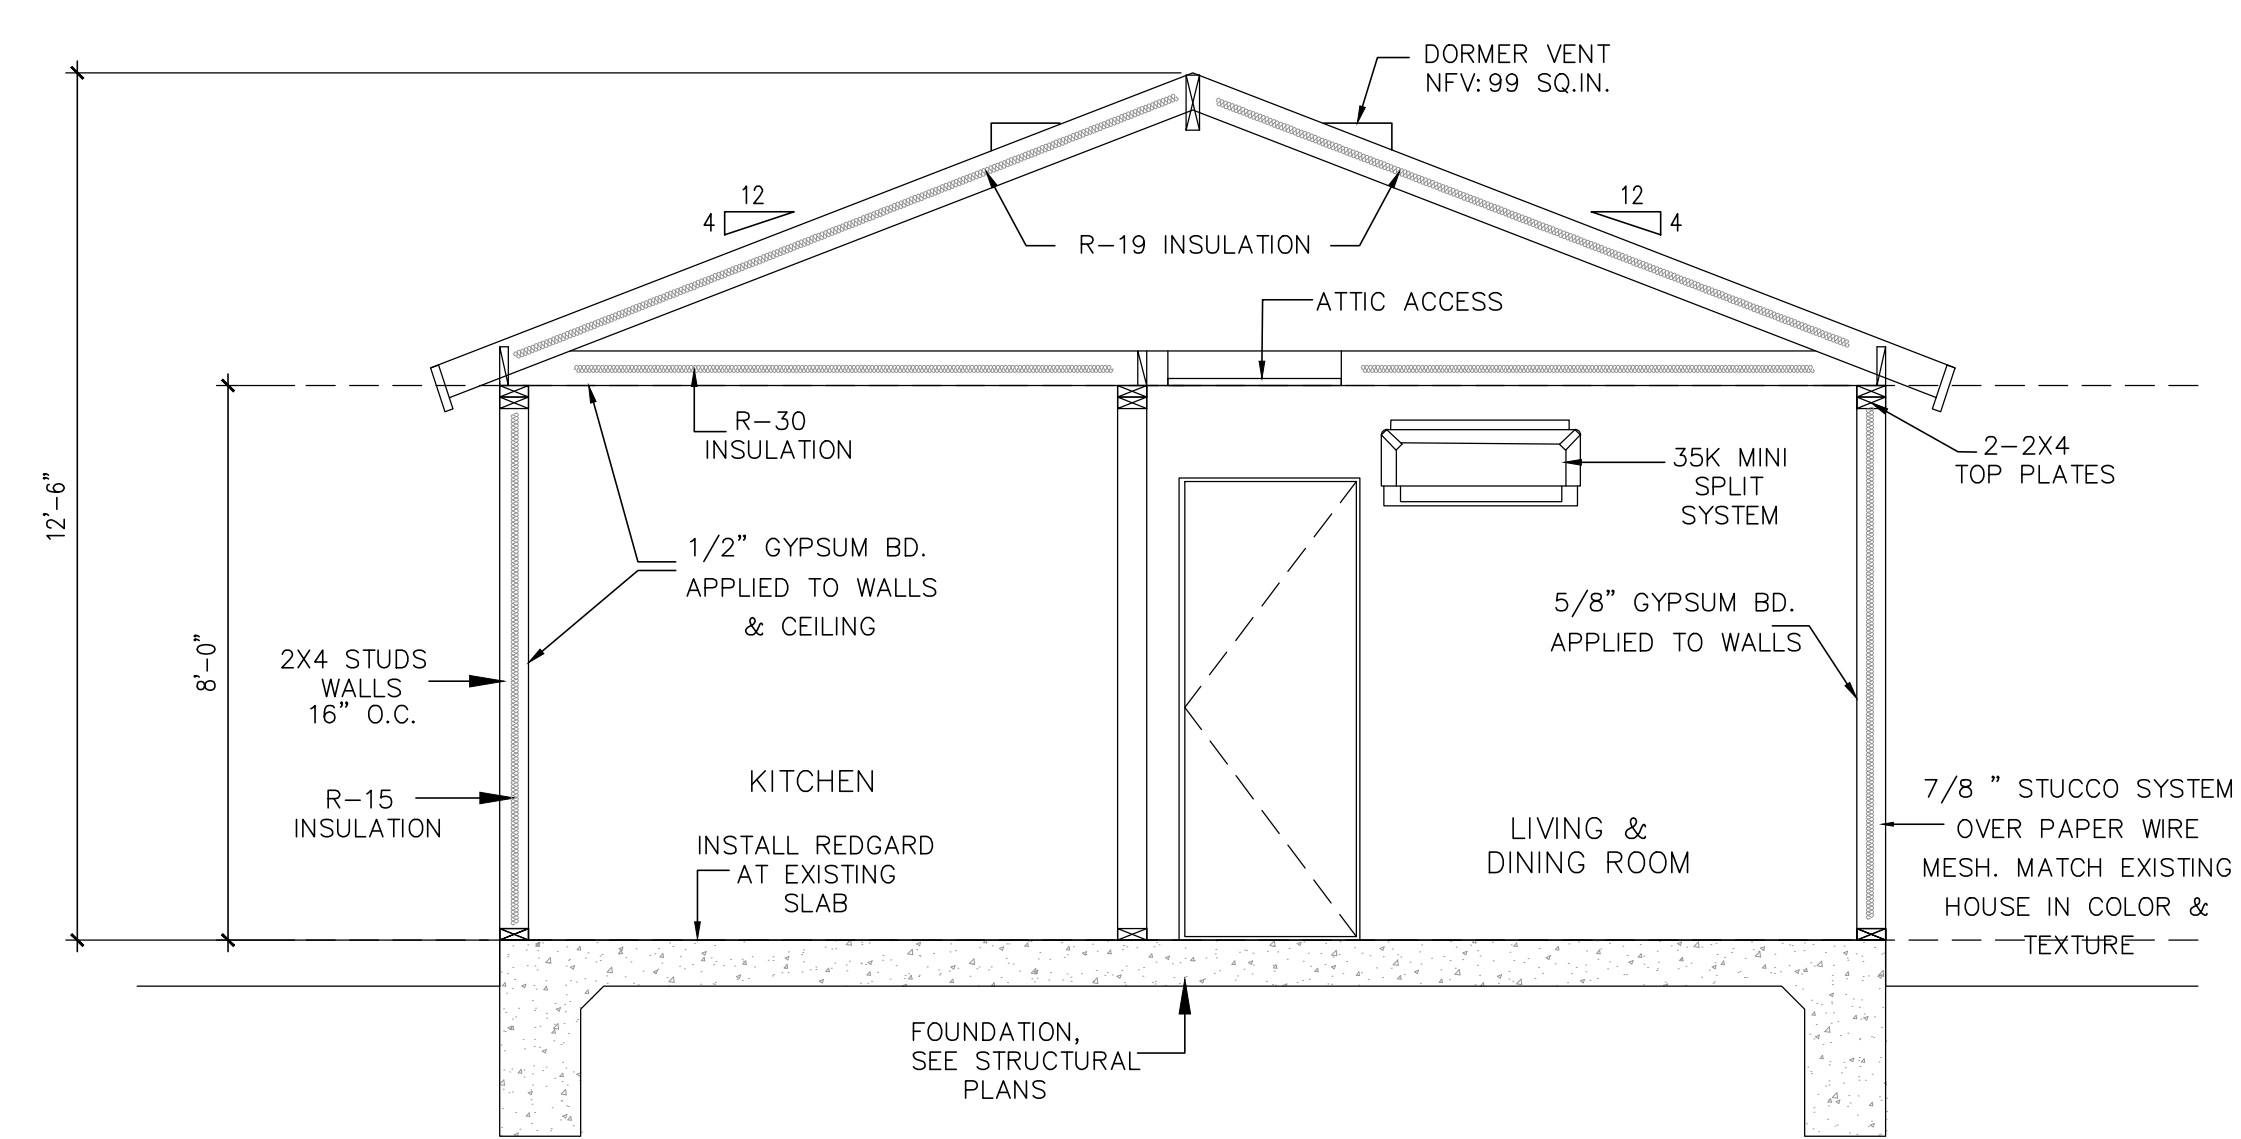 DORMER VENT
NFV: 99 SQ.IN.
12
4
12
4
R-19 INSULATION
ATTIC ACCESS
R-30
INSULATION
2-2X4
TOP PLATES
35K MINI
SPLIT
SYSTEM
12'-6"
1/2" GYPSUM BD.
APPLIED TO WALLS
& CEILING
5/8" GYPSUM BD.
APPLIED TO WALLS
8'-0"
2X4 STUDS
WALLS
16" O.C.
KITCHEN
R-15
INSULATION
7/8 " STUCCO SYSTEM
OVER PAPER WIRE
MESH. MATCH EXISTING
HOUSE IN COLOR &
TEXTURE
LIVING &
DINING ROOM
INSTALL REDGARD
AT EXISTING
SLAB
FOUNDATION,
SEE STRUCTURAL
PLANS